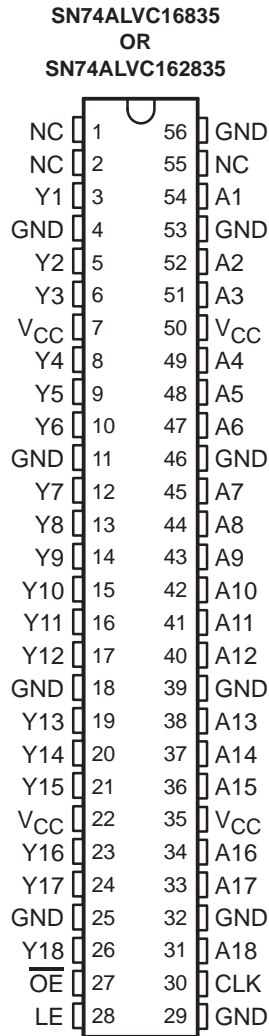 SN74ALVC16835
OR
SN74ALVC162835
NC 1 56 GND
NC 2 55 NC
Y1 3 54 A1
GND 4 53 GND
Y2 5 52 A2
Y3 6 51 A3
VCC 7 50 VCC
Y4 8 49 A4
Y5 9 48 A5
Y6 10 47 A6
GND 11 46 GND
Y7 12 45 A7
Y8 13 44 A8
Y9 14 43 A9
Y10 15 42 A10
Y11 16 41 A11
Y12 17 40 A12
GND 18 39 GND
Y13 19 38 A13
Y14 20 37 A14
Y15 21 36 A15
VCC 22 35 VCC
Y16 23 34 A16
Y17 24 33 A17
GND 25 32 GND
Y18 26 31 A18
OE 27 30 CLK
LE 28 29 GND